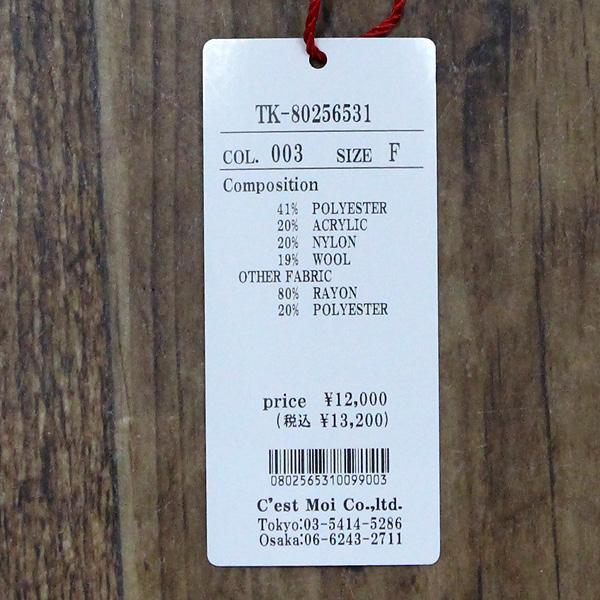 TK-80256531
COL. 003 SIZE F
Composition
41% POLYESTER
20% ACRYLIC
20% NYLON
19% WOOL
OTHER FABRIC
80% RAYON
20% POLYESTER
price ¥12,000
(税込 ¥13,200)
0802565310099003
C'est Moi Co.,ltd.
Tokyo:03-5414-5286
Osaka:06-6243-2711